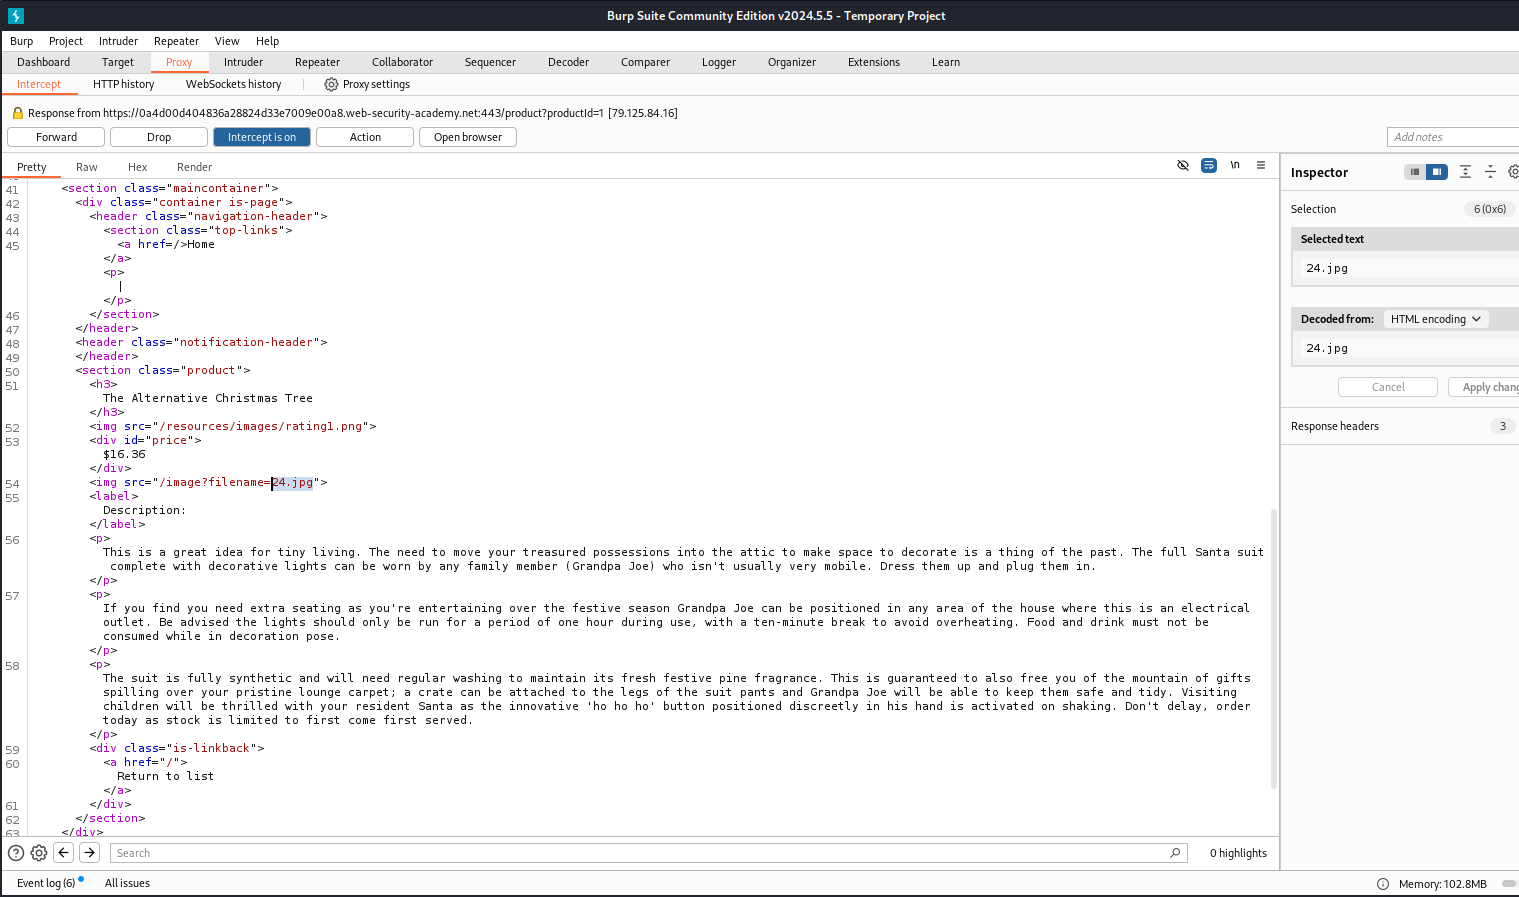 Burp Suite Community Edition v2024.5.5 - Temporary Project
Burp Project Intruder Repeater View Help
Dashboard Target Proxy Intruder Repeater Collaborator Sequencer Decoder Comparer Logger Organizer Extensions Learn
Intercept HTTP history WebSockets history Proxy settings
Response from https://0a4d00d404836a28824d33e7009e00a8.web-security-academy.net:443/product?productId=1 [79.125.84.16]
Forward Drop Intercept is on Action Open browser Add notes
Pretty Raw Hex Render \n
41 <section class="maincontainer">
42 <div class="container is-page">
43 <header class="navigation-header">
44 <section class="top-links">
45 <a href=/>Home
</a>
<p>
|
</p>
46 </section>
47 </header>
48 <header class="notification-header">
49 </header>
50 <section class="product">
51 <h3>
The Alternative Christmas Tree
</h3>
52 <img src="/resources/images/rating1.png">
53 <div id="price">
$16.36
</div>
54 <img src="/image?filename=24.jpg">
55 <label>
Description:
</label>
56 <p>
This is a great idea for tiny living. The need to move your treasured possessions into the attic to make space to decorate is a thing of the past. The full Santa suit
complete with decorative lights can be worn by any family member (Grandpa Joe) who isn't usually very mobile. Dress them up and plug them in.
</p>
57 <p>
If you find you need extra seating as you're entertaining over the festive season Grandpa Joe can be positioned in any area of the house where this is an electrical
outlet. Be advised the lights should only be run for a period of one hour during use, with a ten-minute break to avoid overheating. Food and drink must not be
consumed while in decoration pose.
</p>
58 <p>
The suit is fully synthetic and will need regular washing to maintain its fresh festive pine fragrance. This is guaranteed to also free you of the mountain of gifts
spilling over your pristine lounge carpet; a crate can be attached to the legs of the suit pants and Grandpa Joe will be able to keep them safe and tidy. Visiting
children will be thrilled with your resident Santa as the innovative 'ho ho ho' button positioned discreetly in his hand is activated on shaking. Don't delay, order
today as stock is limited to first come first served.
</p>
59 <div class="is-linkback">
60 <a href="/">
Return to list
</a>
61 </div>
62 </section>
63 </div>
Search 0 highlights
Inspector
Selection 6 (0x6)
Selected text
24.jpg
Decoded from: HTML encoding
24.jpg
Cancel Apply chang
Response headers 3
Event log (6) All issues Memory: 102.8MB